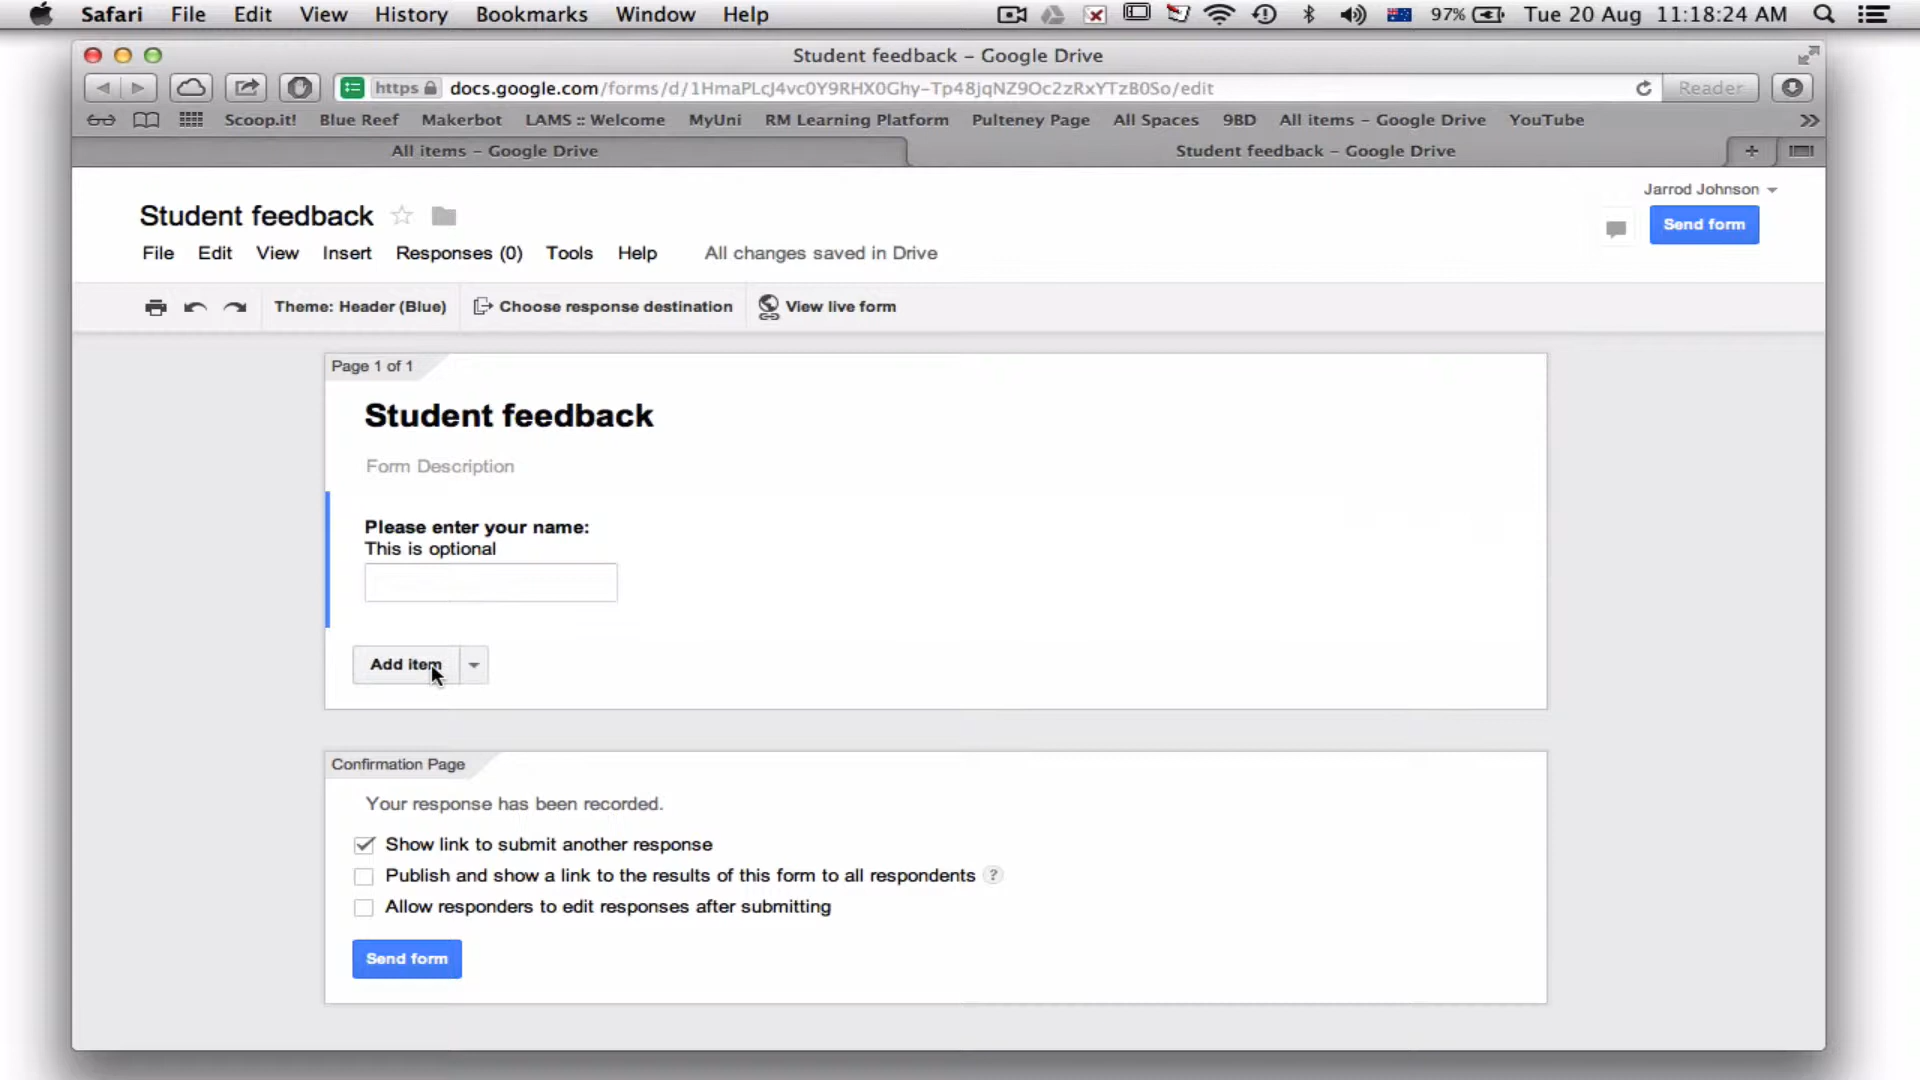 Safari File Edit View History Bookmarks Window Help 97% Tue 20 Aug 11:18:24 AM
Student feedback – Google Drive
https docs.google.com/forms/d/1HmaPLcJ4vc0Y9RHX0Ghy-Tp48jqNZ9Oc2zRxYTzB0So/edit Reader
Scoop.it! Blue Reef Makerbot LAMS :: Welcome MyUni RM Learning Platform Pulteney Page All Spaces 9BD All items – Google Drive YouTube
All items – Google Drive Student feedback – Google Drive
Jarrod Johnson
Student feedback Send form
File Edit View Insert Responses (0) Tools Help All changes saved in Drive
Theme: Header (Blue) Choose response destination View live form
Page 1 of 1
Student feedback
Form Description
Please enter your name:
This is optional
Add item
Confirmation Page
Your response has been recorded.
Show link to submit another response
Publish and show a link to the results of this form to all respondents ?
Allow responders to edit responses after submitting
Send form